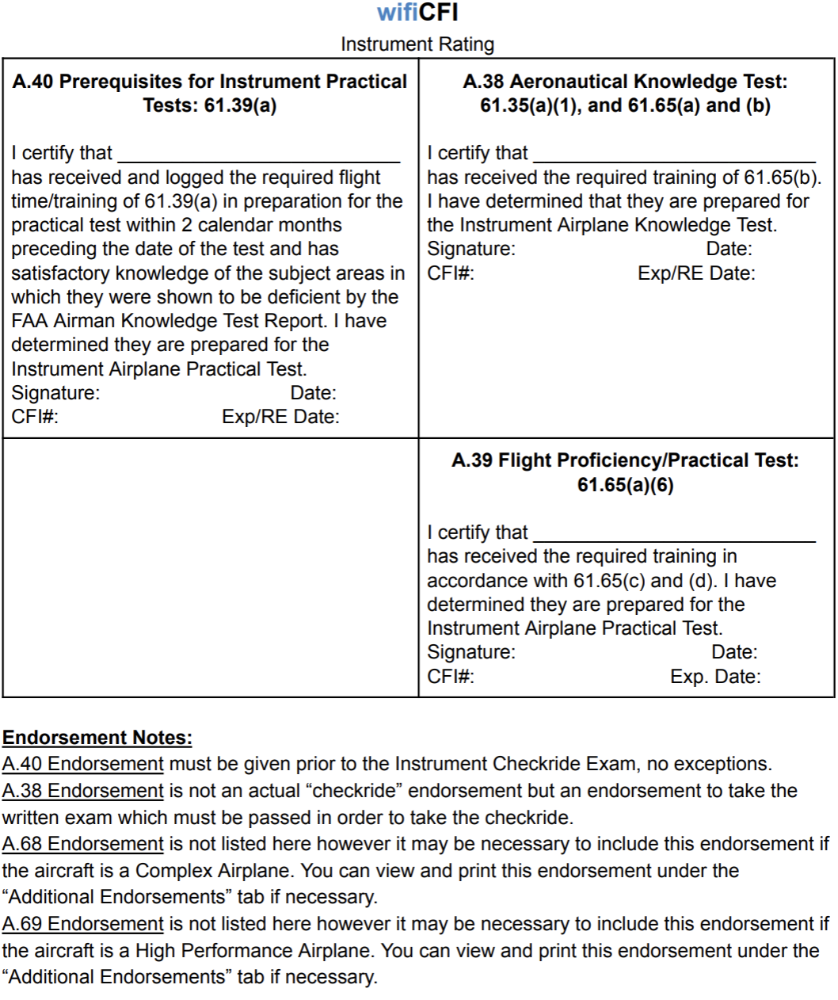 wifiCFI
Instrument Rating
A.40 Prerequisites for Instrument Practical
Tests: 61.39(a)
I certify that ___________________________
has received and logged the required flight
time/training of 61.39(a) in preparation for the
practical test within 2 calendar months
preceding the date of the test and has
satisfactory knowledge of the subject areas in
which they were shown to be deficient by the
FAA Airman Knowledge Test Report. I have
determined they are prepared for the
Instrument Airplane Practical Test.
Signature: Date:
CFI#: Exp/RE Date:
A.38 Aeronautical Knowledge Test:
61.35(a)(1), and 61.65(a) and (b)
I certify that ___________________________
has received the required training of 61.65(b).
I have determined that they are prepared for
the Instrument Airplane Knowledge Test.
Signature: Date:
CFI#: Exp/RE Date:
A.39 Flight Proficiency/Practical Test:
61.65(a)(6)
I certify that ___________________________
has received the required training in
accordance with 61.65(c) and (d). I have
determined they are prepared for the
Instrument Airplane Practical Test.
Signature: Date:
CFI#: Exp. Date:
Endorsement Notes:
A.40 Endorsement must be given prior to the Instrument Checkride Exam, no exceptions.
A.38 Endorsement is not an actual “checkride” endorsement but an endorsement to take the
written exam which must be passed in order to take the checkride.
A.68 Endorsement is not listed here however it may be necessary to include this endorsement if
the aircraft is a Complex Airplane. You can view and print this endorsement under the
“Additional Endorsements” tab if necessary.
A.69 Endorsement is not listed here however it may be necessary to include this endorsement if
the aircraft is a High Performance Airplane. You can view and print this endorsement under the
“Additional Endorsements” tab if necessary.